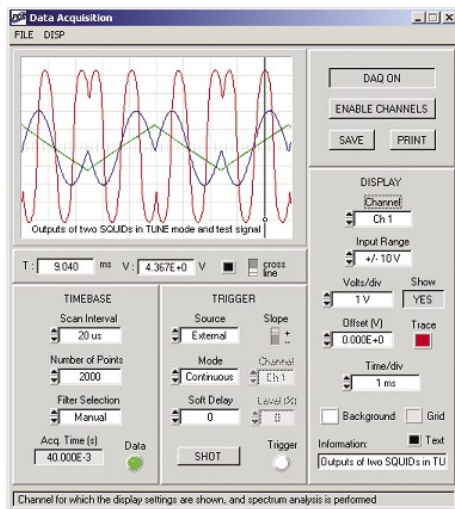 Data Acquisition
FILE DISP
Outputs of two SQUIDs in TUNE mode and test signal
T : 9.040 ms V : 4.367E+0 V cross line
TIMEBASE
Scan Interval
20 us
Number of Points
2000
Filter Selection
Manual
Acq. Time (s)
40.000E-3
Data
TRIGGER
Source
External
Slope
+
-
Mode
Continuous
Channel
Ch 1
Soft Delay
0
Level (%)
0
SHOT
Trigger
DAQ ON
ENABLE CHANNELS
SAVE PRINT
DISPLAY
Channel
Ch 1
Input Range
+/- 10 V
Volts/div
1 V
Show
YES
Offset (V)
0.000E+0
Trace
Time/div
1 ms
Background Grid
Information: Text
Outputs of two SQUIDs in TU
Channel for which the display settings are shown, and spectrum analysis is performed